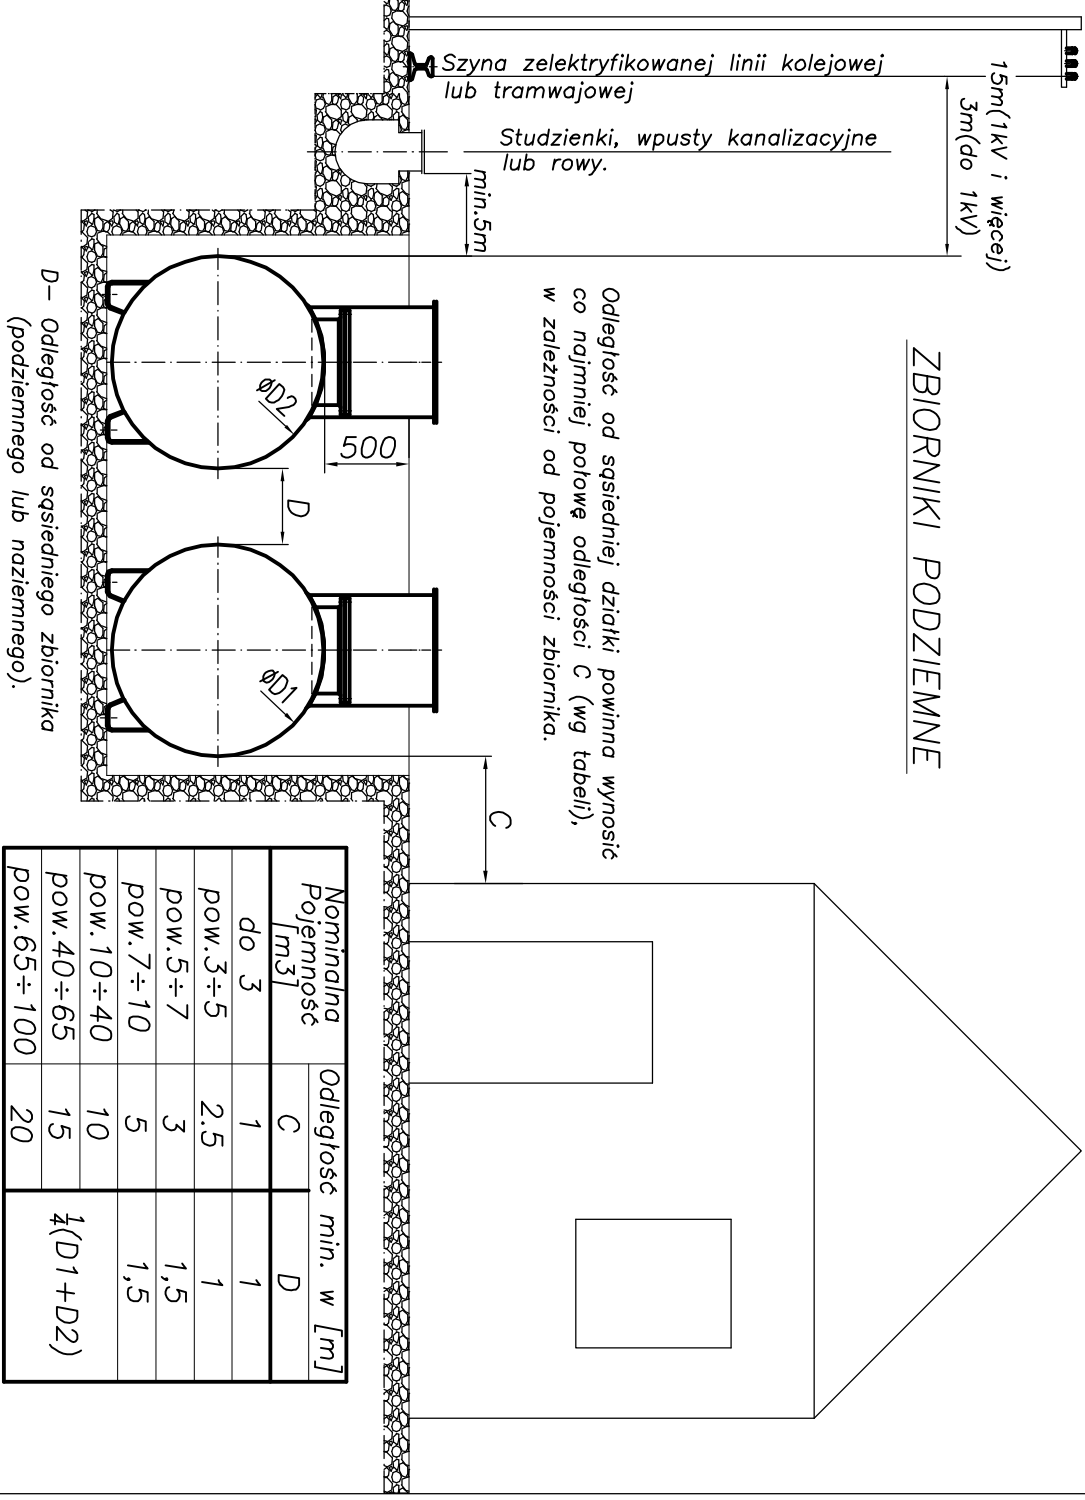 ZBIORNIKI PODZIEMNE
15m(1kV i więcej)
3m(do 1kV)
Szyna zelektryfikowanej linii kolejowej
lub tramwajowej
Studzienki, wpusty kanalizacyjne
lub rowy.
min.5m
Odległość od sąsiedniej działki powinna wynosić
co najmniej połowę odległości C (wg tabeli),
w zależności od pojemności zbiornika.
500
øD2
D
øD1
C
D– Odległość od sąsiedniego zbiornika
(podziemnego lub naziemnego).
Nominalna
Pojemność
[m3]
Odległość min. w [m]
C D
do 3 1 1
pow.3÷5 2.5 1
pow.5÷7 3 1,5
pow.7÷10 5 1,5
pow.10÷40 10
pow.40÷65 15 1/4(D1+D2)
pow.65÷100 20